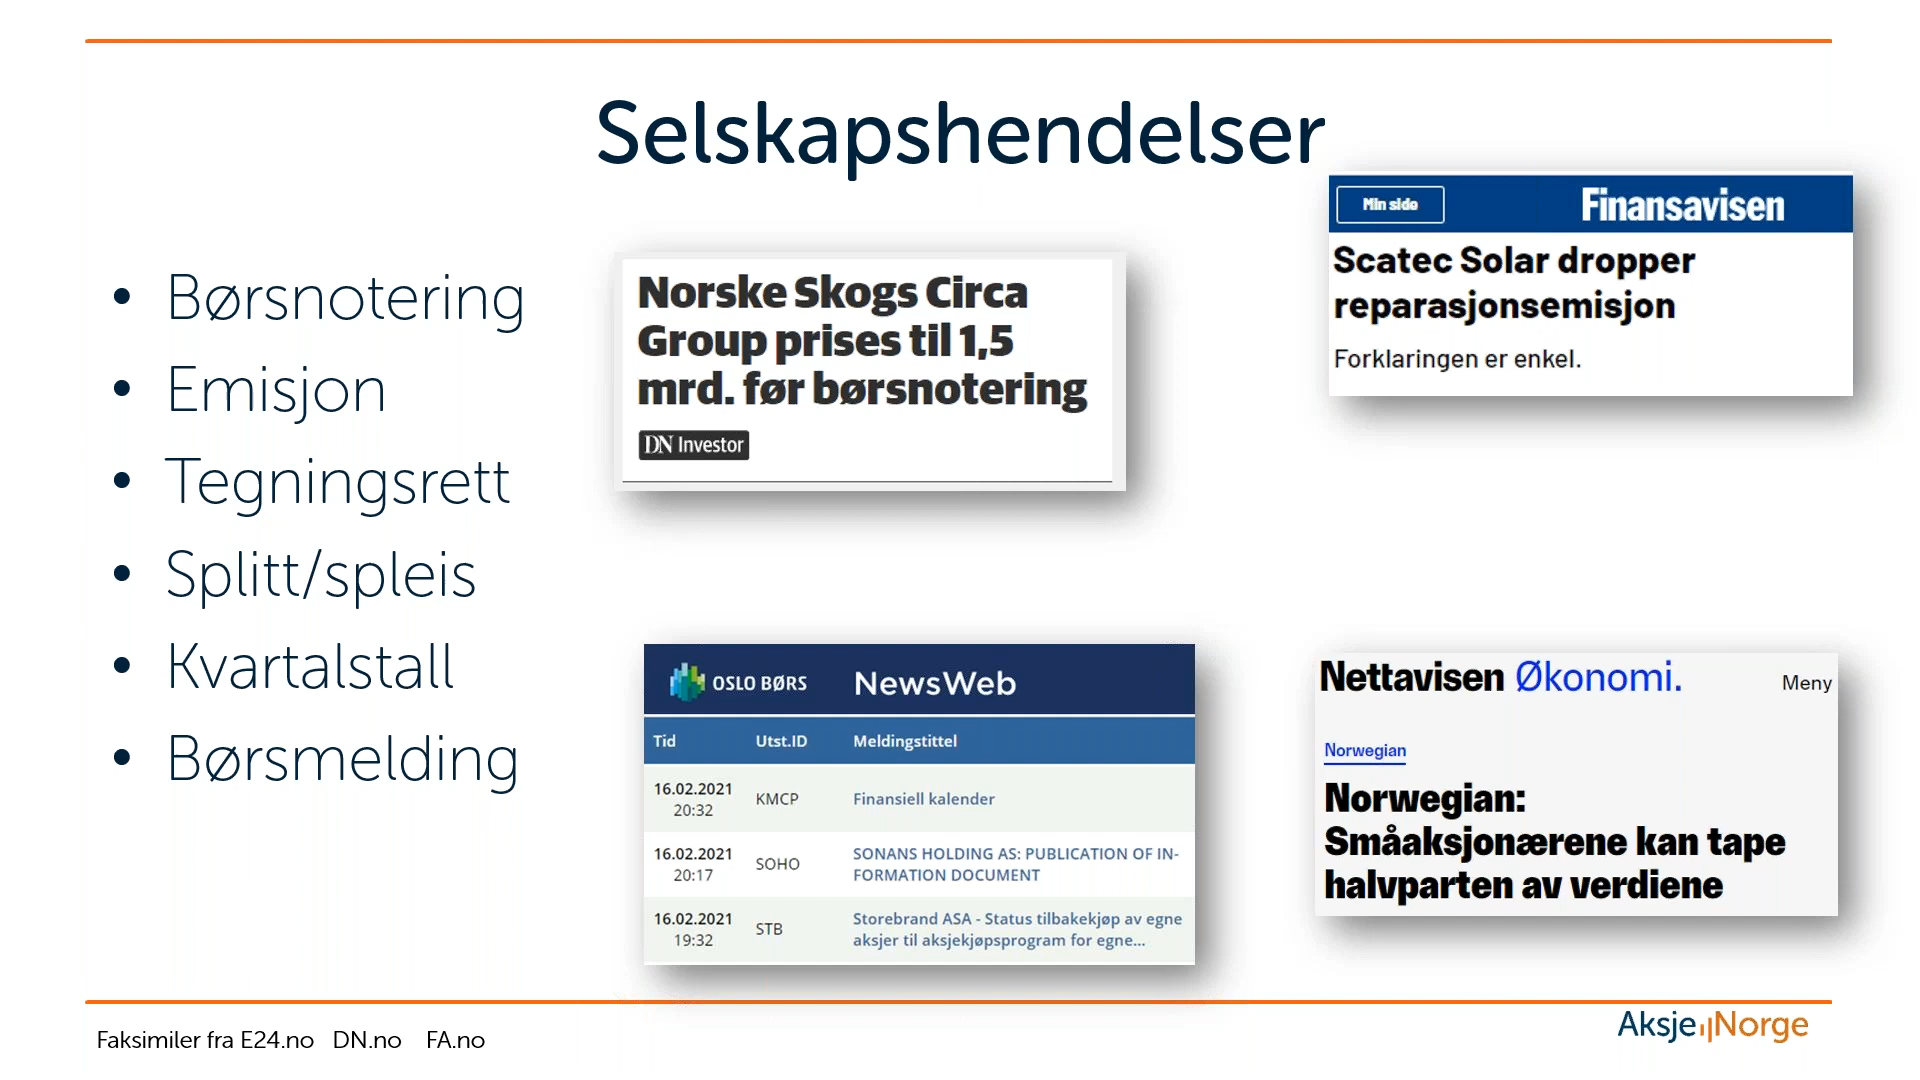 Selskapshendelser
• Børsnotering
• Emisjon
• Tegningsrett
• Splitt/spleis
• Kvartalstall
• Børsmelding
Norske Skogs Circa
Group prises til 1,5
mrd. før børsnotering
DN Investor
Min side
Finansavisen
Scatec Solar dropper
reparasjonsemisjon
Forklaringen er enkel.
OSLO BØRS NewsWeb
Tid Utst.ID Meldingstittel
16.02.2021
20:32
KMCP
Finansiell kalender
16.02.2021
20:17
SOHO
SONANS HOLDING AS: PUBLICATION OF IN-
FORMATION DOCUMENT
16.02.2021
19:32
STB
Storebrand ASA - Status tilbakekjøp av egne
aksjer til aksjekjøpsprogram for egne...
Nettavisen Økonomi.
Meny
Norwegian
Norwegian:
Småaksjonærene kan tape
halvparten av verdiene
Faksimiler fra E24.no DN.no FA.no
AksjeNorge